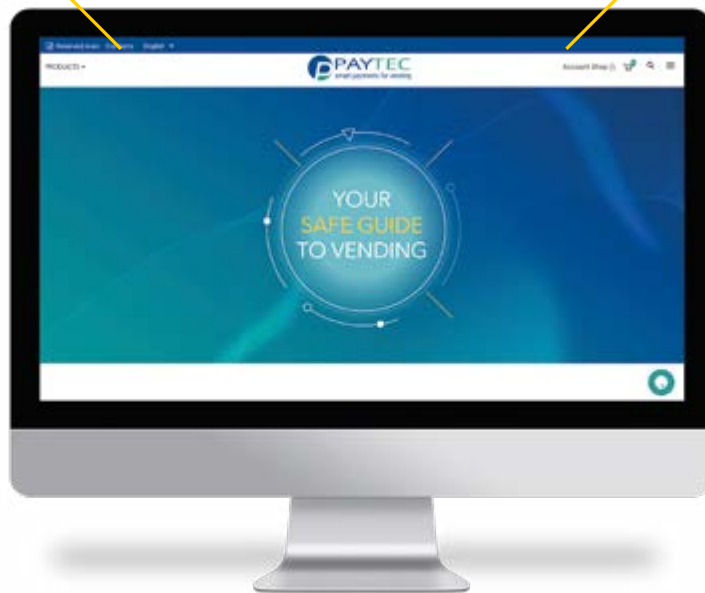 Reserved Area
English
PRODUCTS
PAYTEC
smart payments for vending
Account Shop
YOUR
SAFE GUIDE
TO VENDING